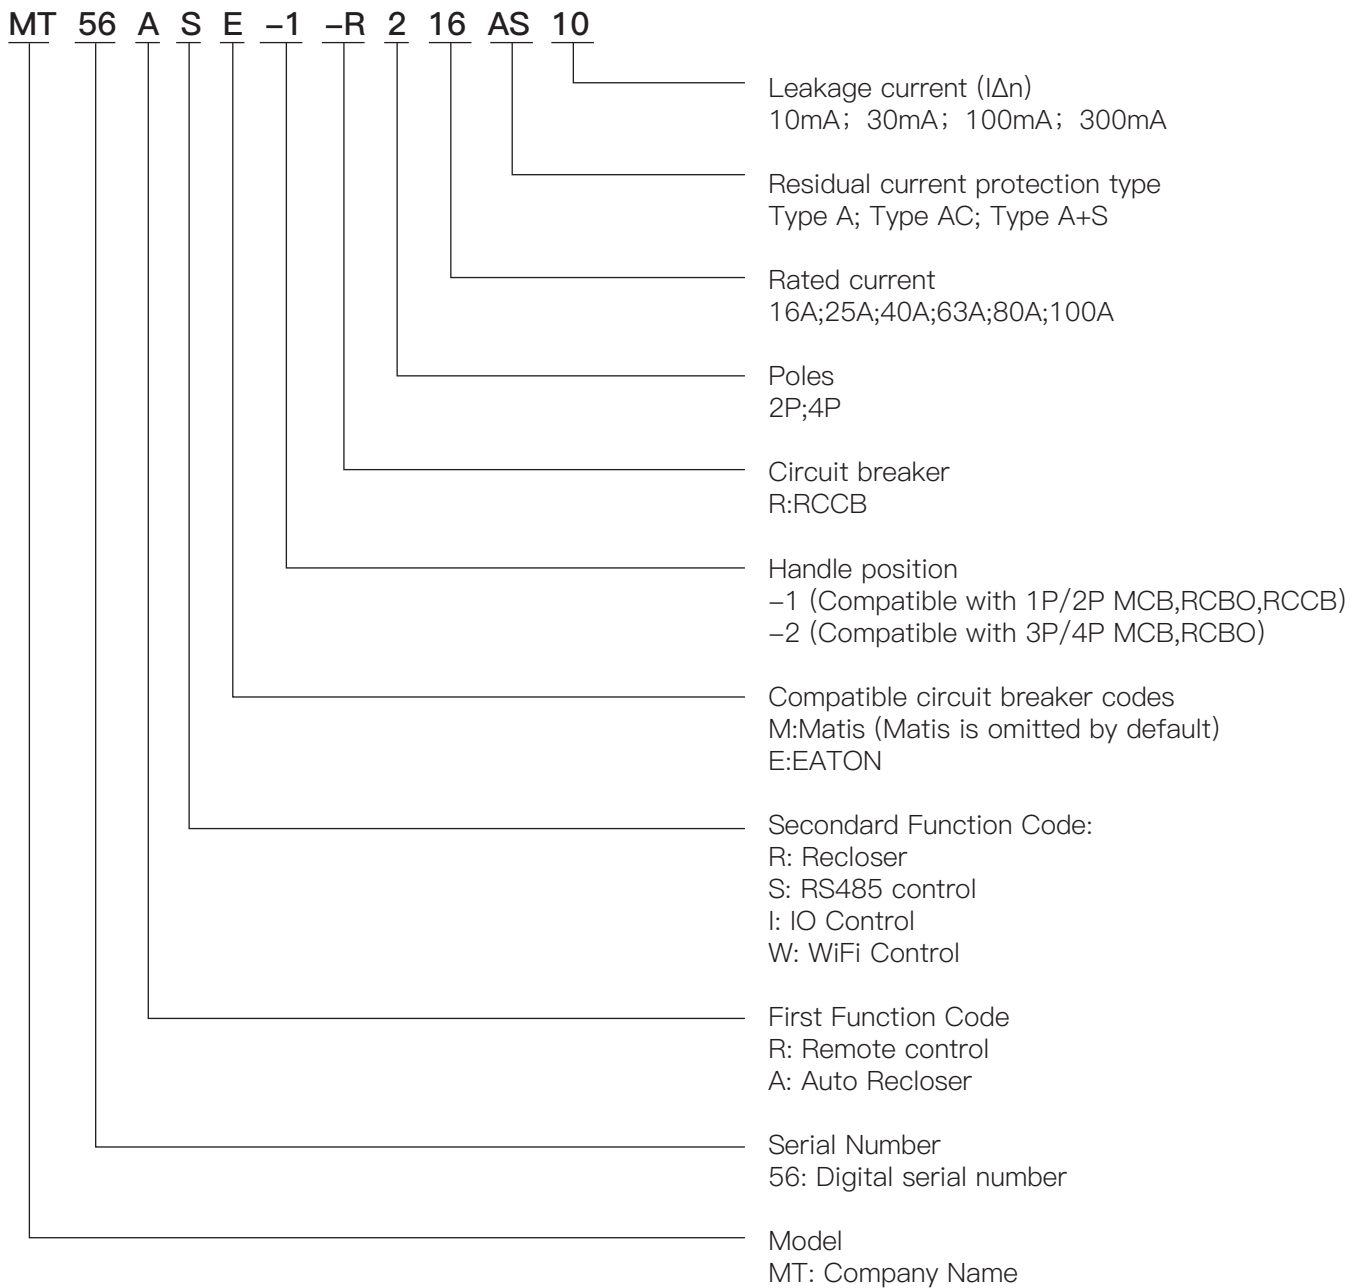 MT 56 A S E -1 -R 2 16 AS 10
Leakage current (IΔn)
10mA；30mA；100mA；300mA
Residual current protection type
Type A; Type AC; Type A+S
Rated current
16A;25A;40A;63A;80A;100A
Poles
2P;4P
Circuit breaker
R:RCCB
Handle position
-1 (Compatible with 1P/2P MCB,RCBO,RCCB)
-2 (Compatible with 3P/4P MCB,RCBO)
Compatible circuit breaker codes
M:Matis (Matis is omitted by default)
E:EATON
Secondard Function Code:
R: Recloser
S: RS485 control
I: IO Control
W: WiFi Control
First Function Code
R: Remote control
A: Auto Recloser
Serial Number
56: Digital serial number
Model
MT: Company Name